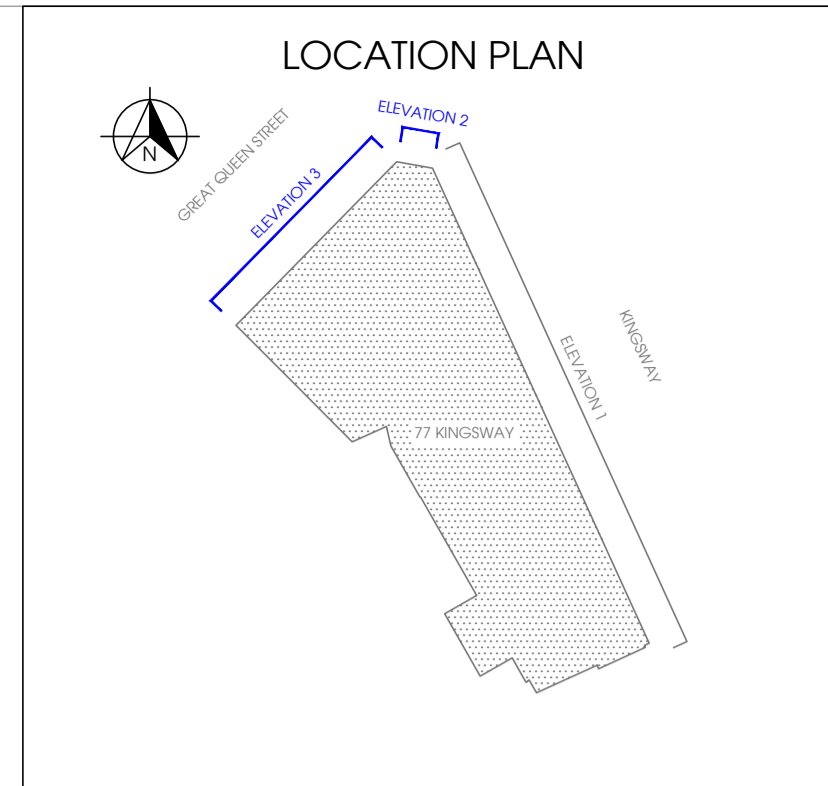 LOCATION PLAN
N
GREAT QUEEN STREET
ELEVATION 2
ELEVATION 3
KINGSWAY
ELEVATION 1
77 KINGSWAY